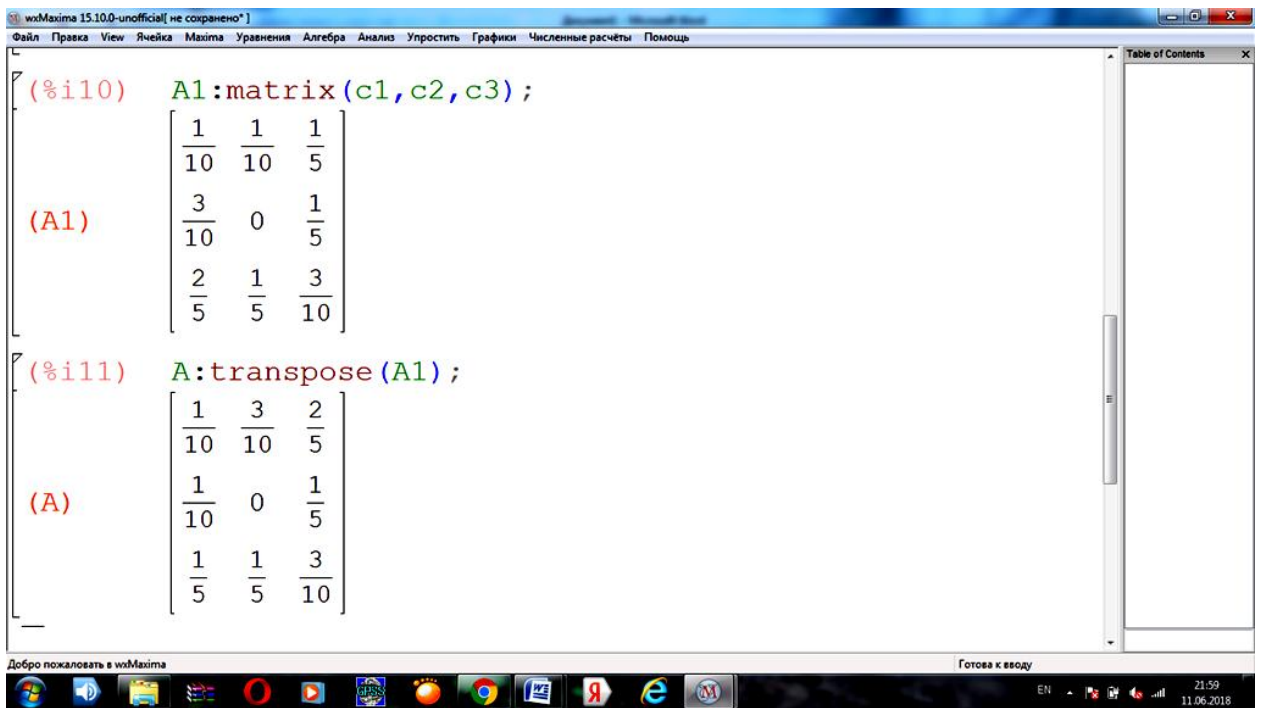 wxMaxima 15.10.0-unofficial[ не сохранено* ]
Файл Правка View Ячейка Maxima Уравнения Алгебра Анализ Упростить Графики Численные расчёты Помощь
Table of Contents X
(%i10) A1:matrix(c1,c2,c3);
1/10 1/10 1/5
(A1) 3/10 0 1/5
2/5 1/5 3/10
(%i11) A:transpose(A1);
1/10 3/10 2/5
(A) 1/10 0 1/5
1/5 1/5 3/10
Добро пожаловать в wxMaxima Готова к вводу
GPSS W Я e M EN 21:59
11.06.2018